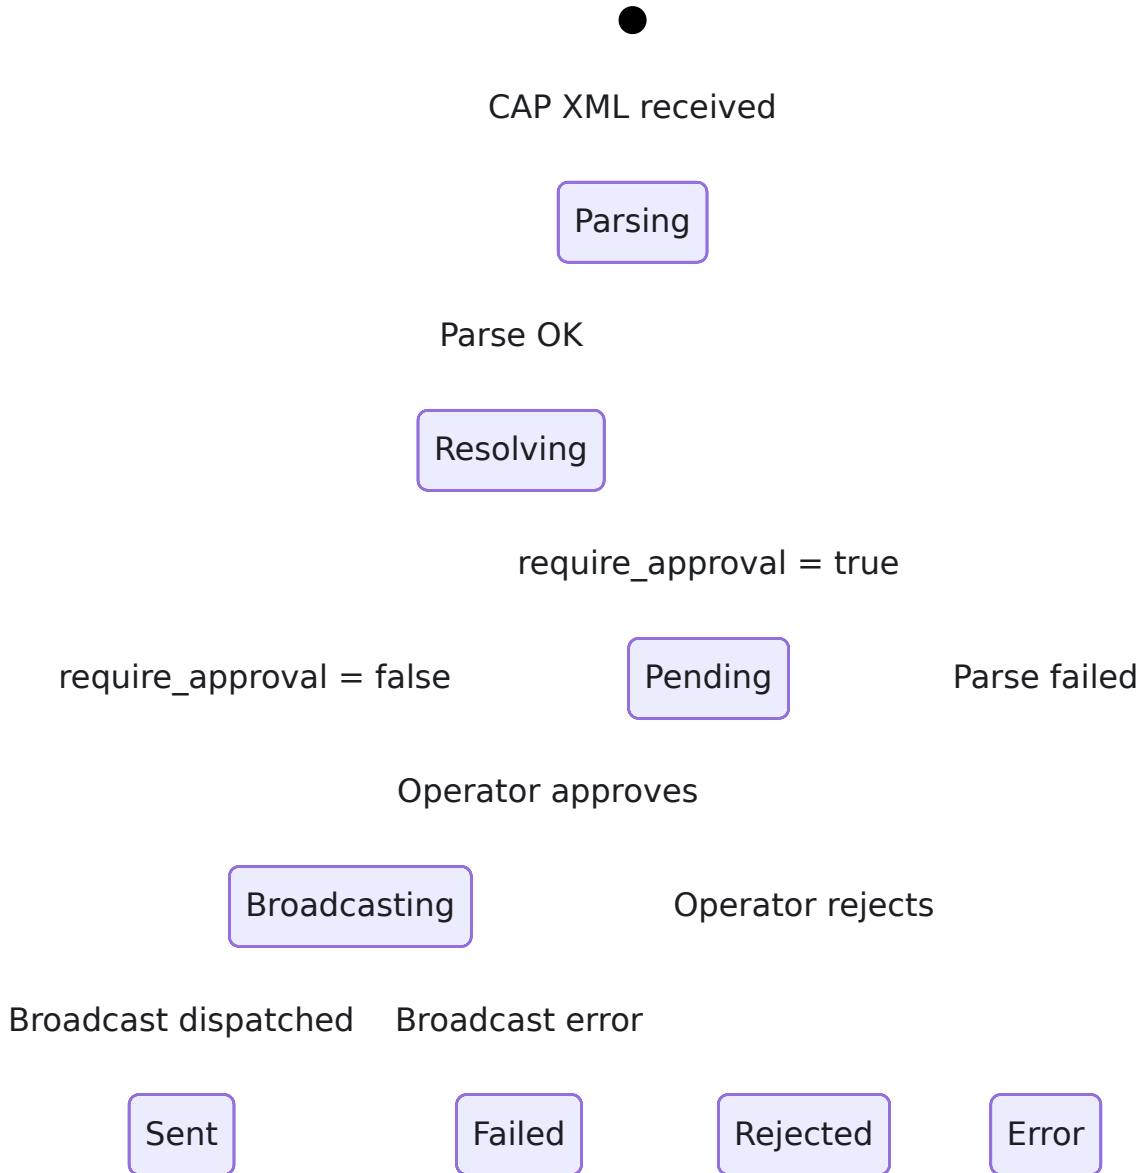 CAP XML received
Parsing
Parse OK
Resolving
require_approval = true
require_approval = false
Pending
Parse failed
Operator approves
Broadcasting
Operator rejects
Broadcast dispatched
Broadcast error
Sent
Failed
Rejected
Error